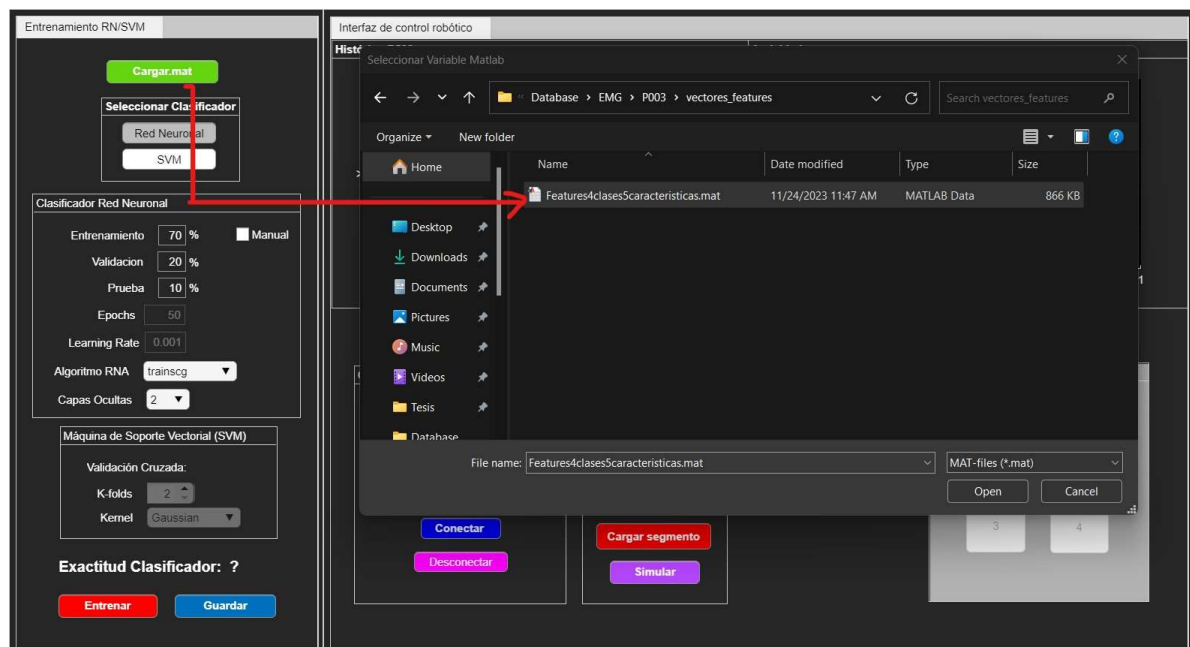 Entrenamiento RN/SVM
Cargar.mat
Seleccionar Clasificador
Red Neuronal
SVM
Clasificador Red Neuronal
Entrenamiento 70 % Manual
Validacion 20 %
Prueba 10 %
Epochs 50
Learning Rate 0.001
Algoritmo RNA trainscg
Capas Ocultas 2
Máquina de Soporte Vectorial (SVM)
Validación Cruzada:
K-folds 2
Kernel Gaussian
Exactitud Clasificador: ?
Entrenar Guardar
Interfaz de control robótico
Seleccionar Variable Matlab
Database › EMG › P003 › vectores_features
Search vectores_features
Organize New folder
Name Date modified Type Size
Features4clases5caracteristicas.mat 11/24/2023 11:47 AM MATLAB Data 866 KB
Home
Desktop
Downloads
Documents
Pictures
Music
Videos
Tesis
Database
File name: Features4clases5caracteristicas.mat MAT-files (*.mat)
Open Cancel
1
Conectar
Desconectar
Cargar segmento
Simular
3 4